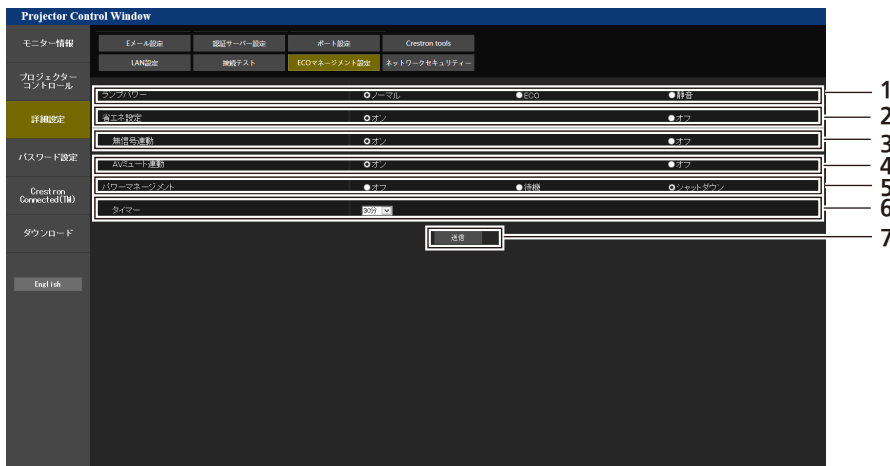 Projector Control Window
モニター情報
プロジェクター
コントロール
詳細設定
パスワード設定
Crestron
Connected(TM)
ダウンロード
English
Eメール設定 認証サーバー設定 ポート設定 Crestron tools
LAN設定 接続テスト ECOマネージメント設定 ネットワークセキュリティー
ランプパワー ノーマル ECO 静音 1
省エネ設定 オン オフ 2
無信号連動 オン オフ 3
AVミュート連動 オン オフ 4
パワーマネージメント オフ 待機 シャットダウン 5
タイマー 30分 6
送信 7